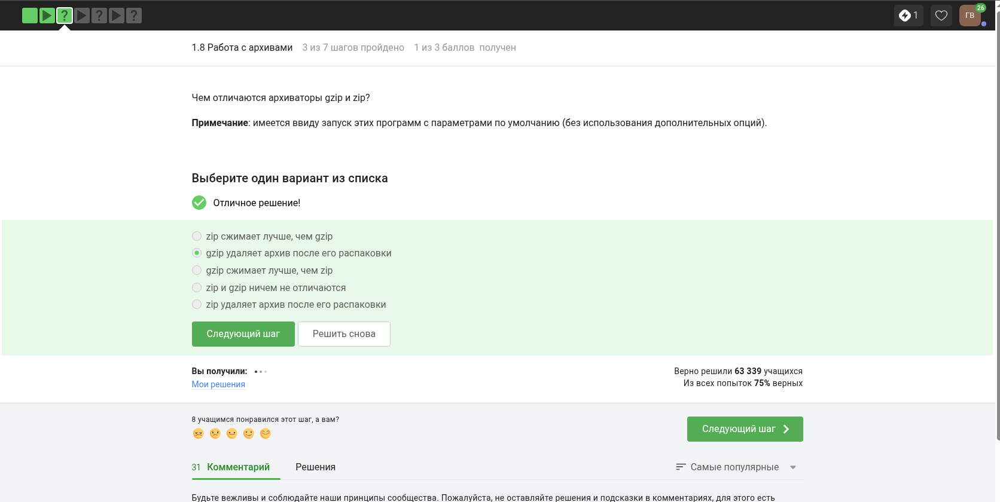 ? ? ?
1 ГВ 26
1.8 Работа с архивами 3 из 7 шагов пройдено 1 из 3 баллов получен
Чем отличаются архиваторы gzip и zip?
Примечание: имеется ввиду запуск этих программ с параметрами по умолчанию (без использования дополнительных опций).
Выберите один вариант из списка
Отличное решение!
zip сжимает лучше, чем gzip
gzip удаляет архив после его распаковки
gzip сжимает лучше, чем zip
zip и gzip ничем не отличаются
zip удаляет архив после его распаковки
Следующий шаг Решить снова
Вы получили:
Мои решения
Верно решили 63 339 учащихся
Из всех попыток 75% верных
8 учащимся понравился этот шаг, а вам?
Следующий шаг
31 Комментарий Решения Самые популярные
Будьте вежливы и соблюдайте наши принципы сообщества. Пожалуйста, не оставляйте решения и подсказки в комментариях, для этого есть